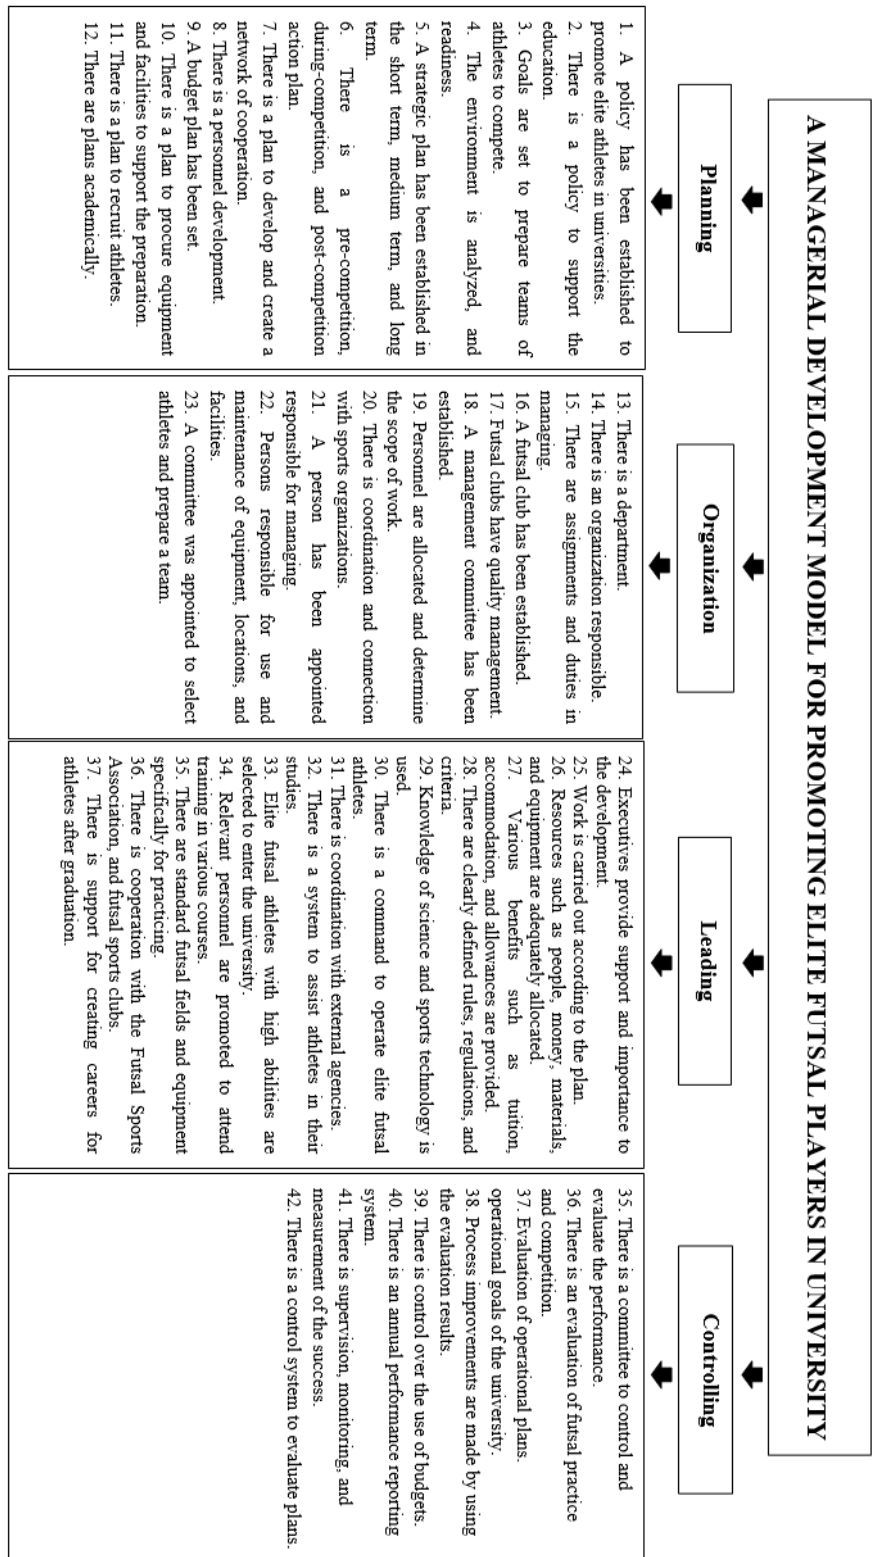 A MANAGERIAL DEVELOPMENT MODEL FOR PROMOTING ELITE FUTSAL PLAYERS IN UNIVERSITY
Planning
1. A policy has been established to
promote elite athletes in universities.
2. There is a policy to support the
education.
3. Goals are set to prepare teams of
athletes to compete.
4. The environment is analyzed, and
readiness.
5. A strategic plan has been established in
the short term, medium term, and long
term.
6. There is a pre-competition,
during-competition, and post-competition
action plan.
7. There is a plan to develop and create a
network of cooperation.
8. There is a personnel development.
9. A budget plan has been set.
10. There is a plan to procure equipment
and facilities to support the preparation.
11. There is a plan to recruit athletes.
12. There are plans academically.
Organization
13. There is a department.
14. There is an organization responsible.
15. There are assignments and duties in
managing.
16. A futsal club has been established.
17. Futsal clubs have quality management.
18. A management committee has been
established.
19. Personnel are allocated and determine
the scope of work.
20. There is coordination and connection
with sports organizations.
21. A person has been appointed
responsible for managing.
22. Persons responsible for use and
maintenance of equipment, locations, and
facilities.
23. A committee was appointed to select
athletes and prepare a team.
Leading
24. Executives provide support and importance to
the development.
25. Work is carried out according to the plan.
26. Resources such as people, money, materials,
and equipment are adequately allocated.
27. Various benefits such as tuition,
accommodation, and allowances are provided.
28. There are clearly defined rules, regulations, and
criteria.
29. Knowledge of science and sports technology is
used.
30. There is a command to operate elite futsal
athletes.
31. There is coordination with external agencies.
32. There is a system to assist athletes in their
studies.
33. Elite futsal athletes with high abilities are
selected to enter the university.
34. Relevant personnel are promoted to attend
training in various courses.
35. There are standard futsal fields and equipment
specifically for practicing.
36. There is cooperation with the Futsal Sports
Association, and futsal sports clubs.
37. There is support for creating careers for
athletes after graduation.
Controlling
35. There is a committee to control and
evaluate the performance.
36. There is an evaluation of futsal practice
and competition.
37. Evaluation of operational plans.
operational goals of the university.
38. Process improvements are made by using
the evaluation results.
39. There is control over the use of budgets.
40. There is an annual performance reporting
system.
41. There is supervision, monitoring, and
measurement of the success.
42. There is a control system to evaluate plans.